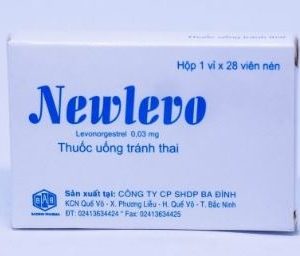 Thuốc uống tránh thai
Hộp 1 vỉ x 28 viên nén
Newlevo
Levonorgestrel 0,03 mg
Thuốc uống tránh thai
Sản xuất tại: CÔNG TY CP SHDP BA ĐÌNH
KCN Quế Võ - X. Phương Liễu - H. Quế Võ - T. Bắc Ninh
ĐT: 02413634424 * Fax: 02413634425